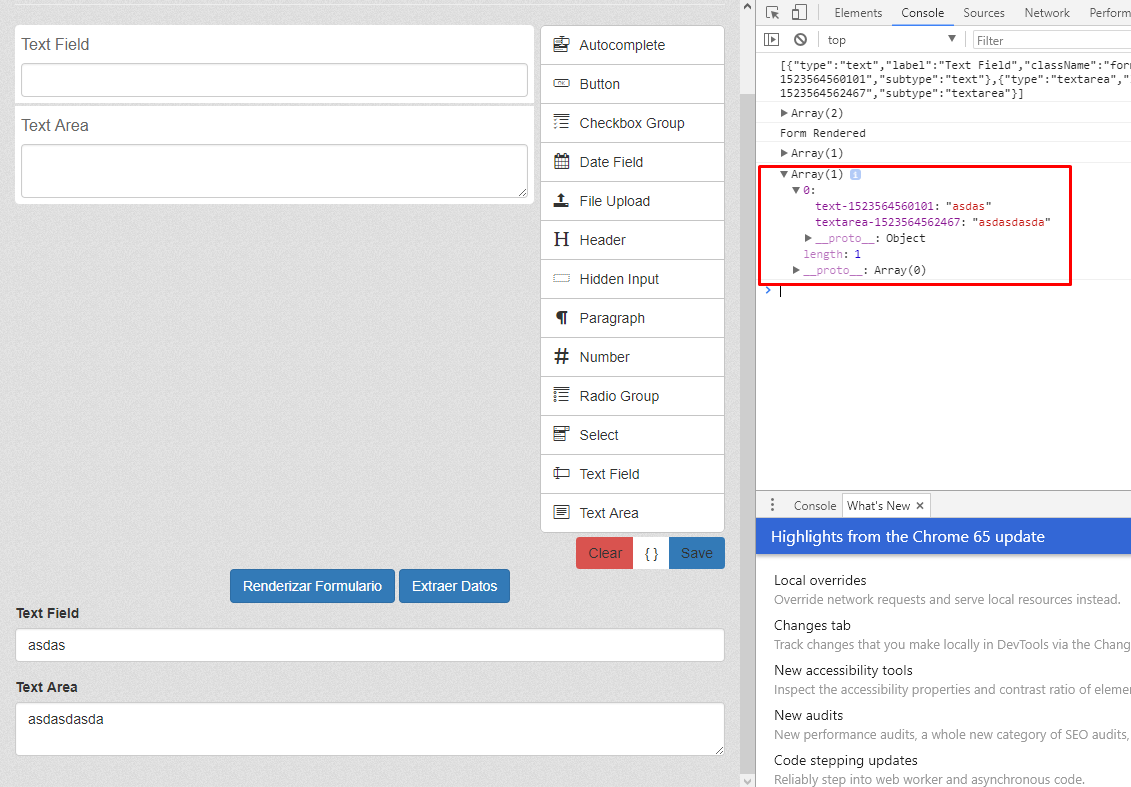 Text Field
Text Area
Autocomplete
Button
Checkbox Group
Date Field
File Upload
Header
Hidden Input
Paragraph
Number
Radio Group
Select
Text Field
Text Area
Clear
{ }
Save
Renderizar Formulario
Extraer Datos
Text Field
asdas
Text Area
asdasdasda
Elements Console Sources Network Perform
top
Filter
[{"type":"text","label":"Text Field","className":"for
1523564560101","subtype":"text"},{"type":"textarea",
1523564562467","subtype":"textarea"}]
Array(2)
Form Rendered
Array(1)
Array(1) i
0:
text-1523564560101: "asdas"
textarea-1523564562467: "asdasdasda"
__proto__: Object
length: 1
__proto__: Array(0)
Console What's New
Highlights from the Chrome 65 update
Local overrides
Override network requests and serve local resources instead.
Changes tab
Track changes that you make locally in DevTools via the Chang
New accessibility tools
Inspect the accessibility properties and contrast ratio of eleme
New audits
New performance audits, a whole new category of SEO audits,
Code stepping updates
Reliably step into web worker and asynchronous code.